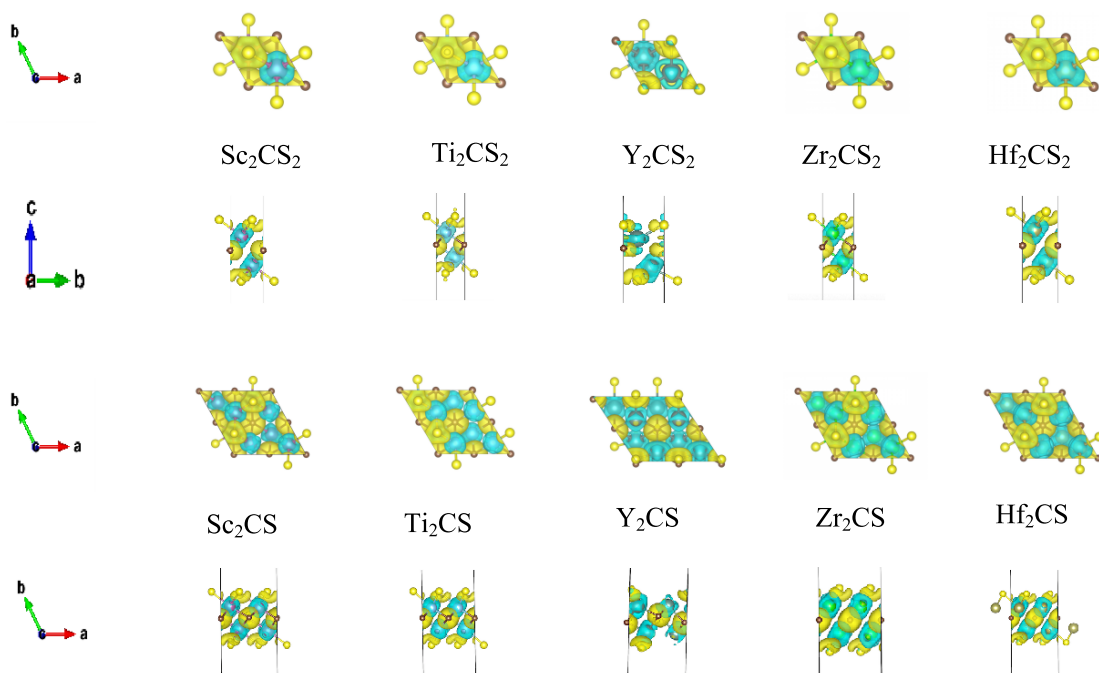 b
a
Sc₂CS₂ Ti₂CS₂ Y₂CS₂ Zr₂CS₂ Hf₂CS₂
c
a b
b
a
Sc₂CS Ti₂CS Y₂CS Zr₂CS Hf₂CS
b
a